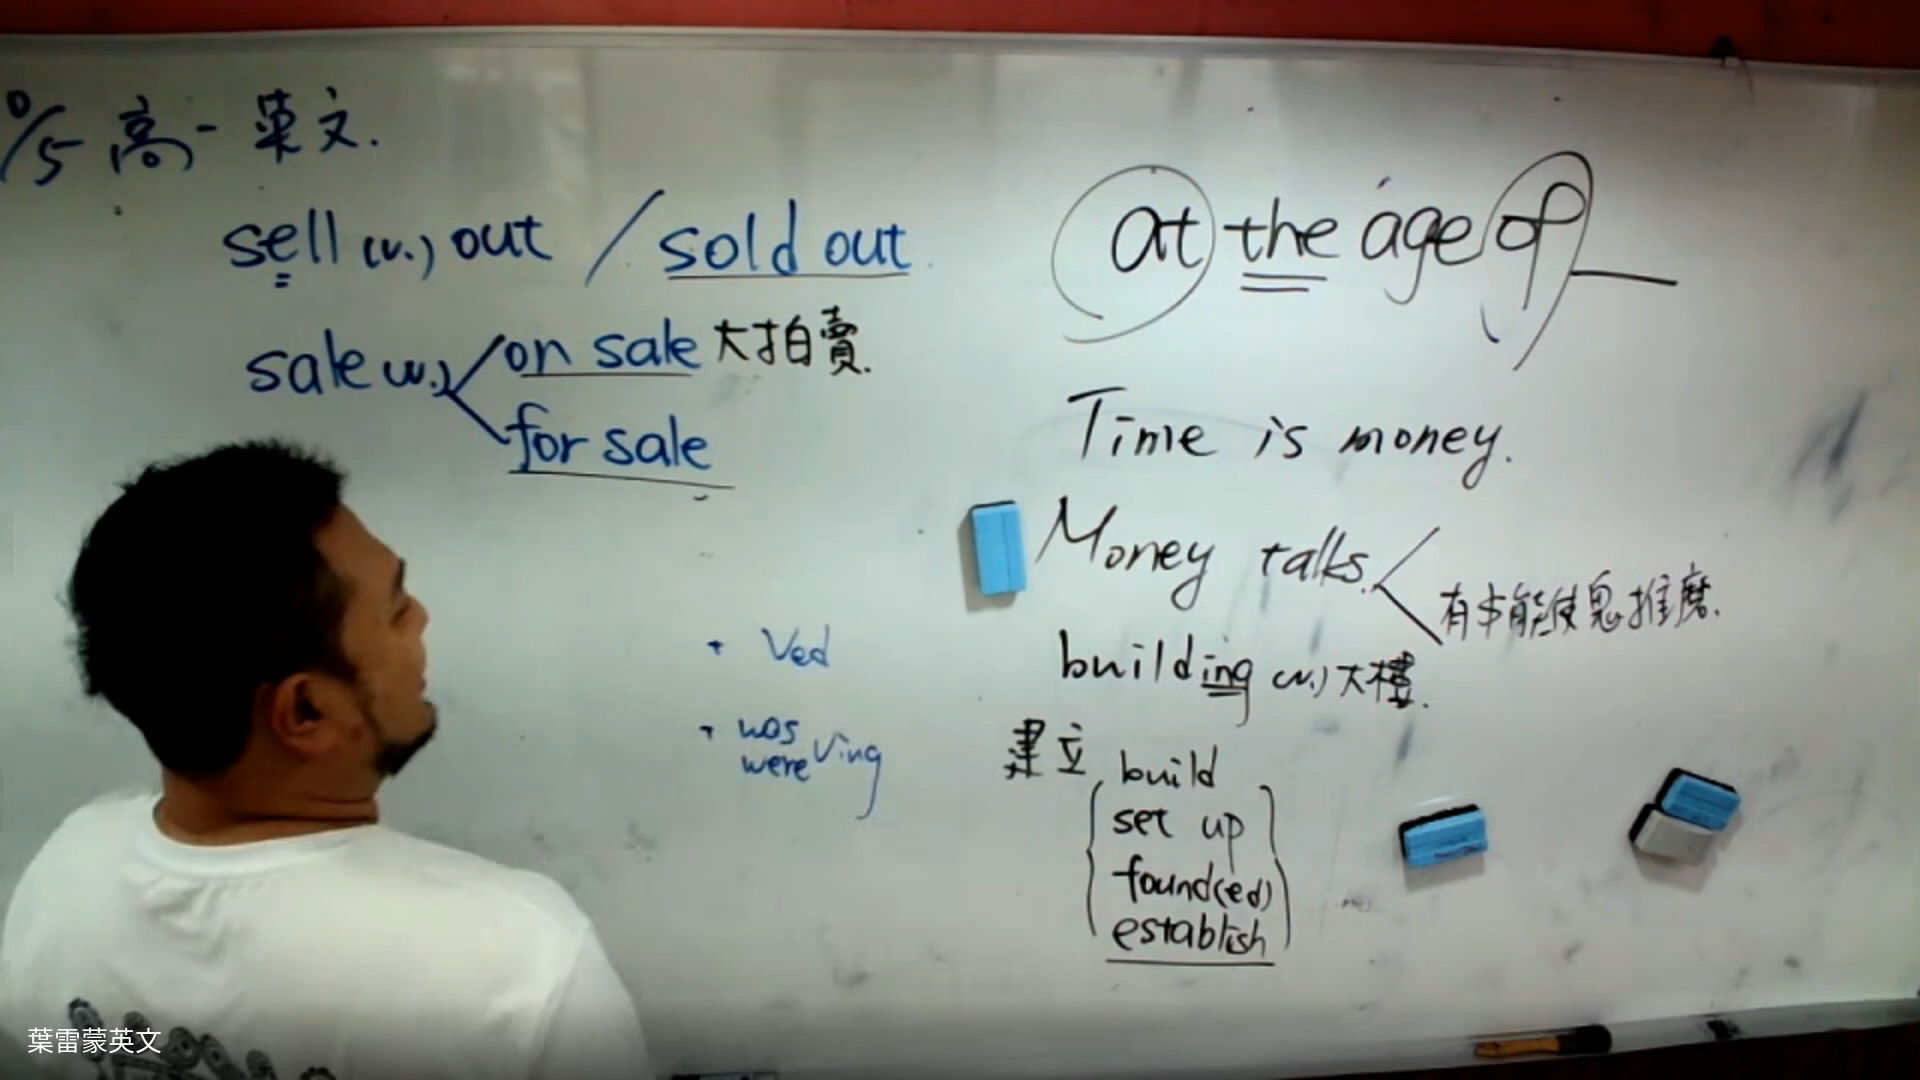 0/5 高一 英文.
sell (v.) out / sold out
sale (n.) on sale 大拍賣.
for sale
+ Ved
+ was
were Ving
at the age of
Time is money.
Money talks.
有本能使鬼推磨.
building (n.) 大樓.
建立 build
set up
found(ed)
establish
葉雷蒙英文